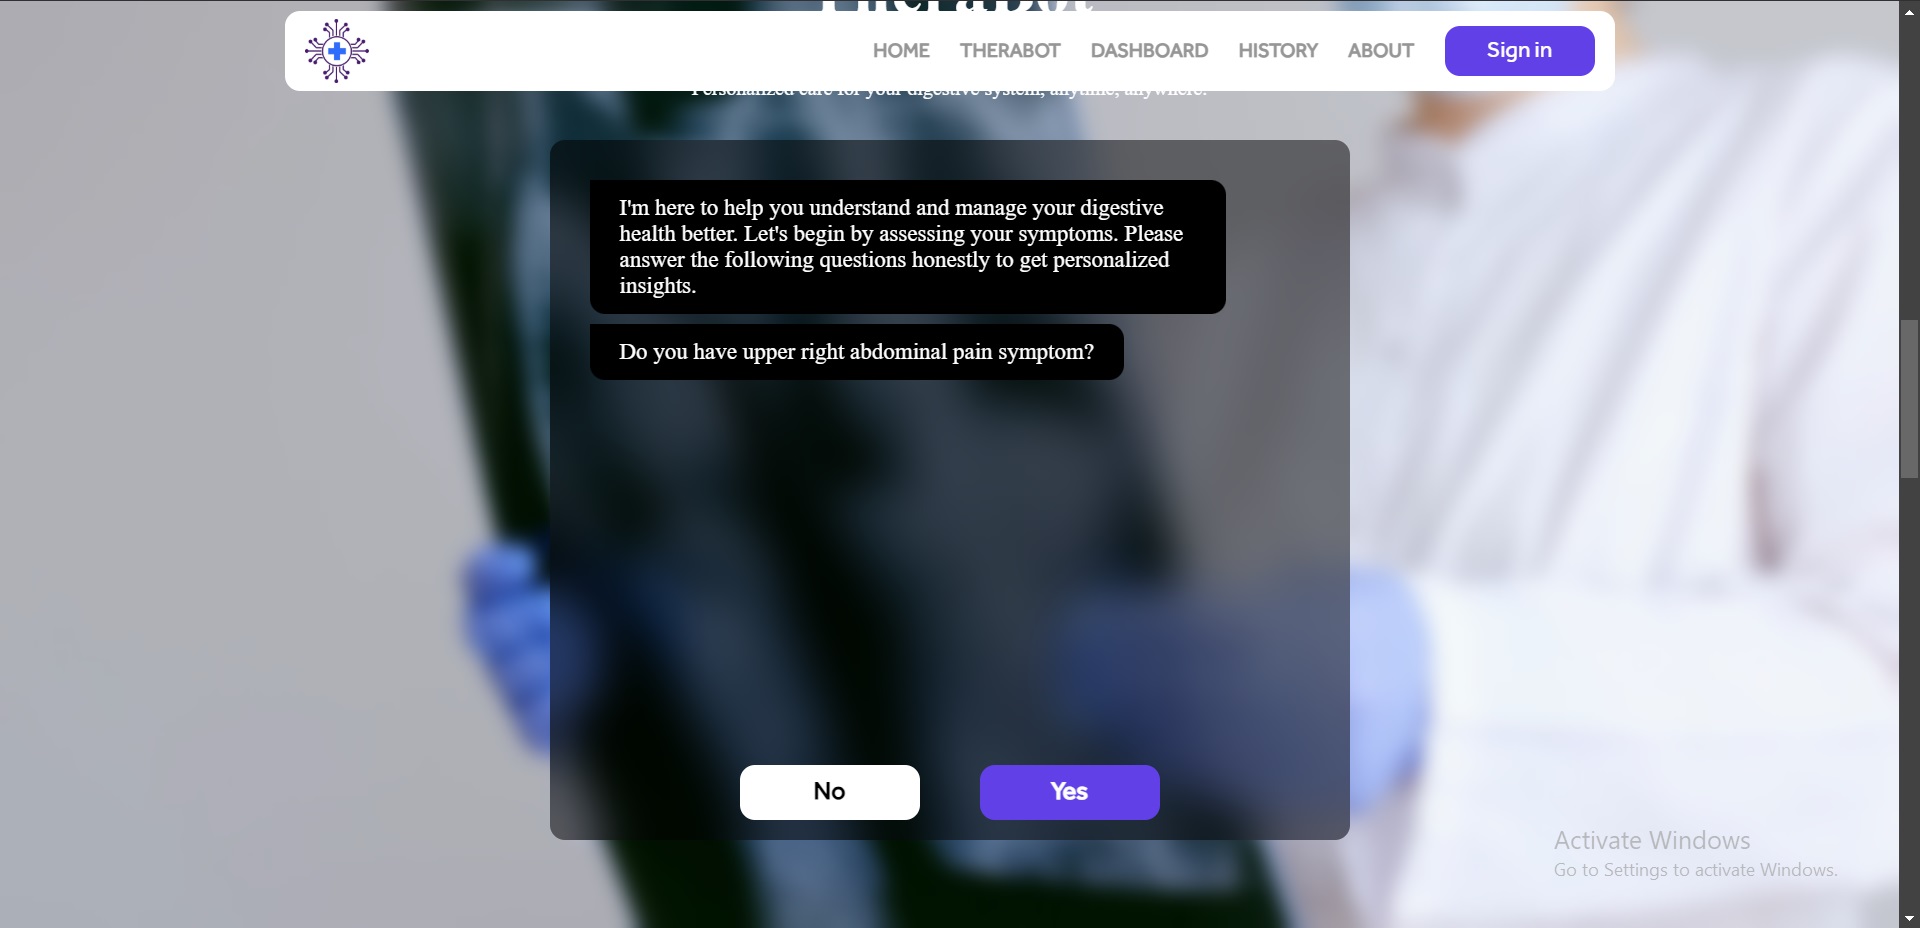 TheraBot
HOME THERABOT DASHBOARD HISTORY ABOUT Sign in
Personalized care for your digestive system, anytime, anywhere.
I'm here to help you understand and manage your digestive
health better. Let's begin by assessing your symptoms. Please
answer the following questions honestly to get personalized
insights.
Do you have upper right abdominal pain symptom?
No Yes
Activate Windows
Go to Settings to activate Windows.